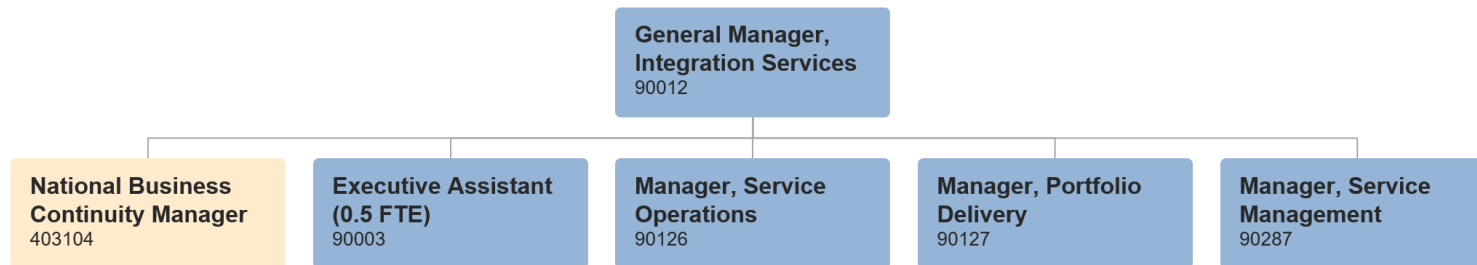 General Manager,
Integration Services
90012
National Business
Continuity Manager
403104
Executive Assistant
(0.5 FTE)
90003
Manager, Service
Operations
90126
Manager, Portfolio
Delivery
90127
Manager, Service
Management
90287